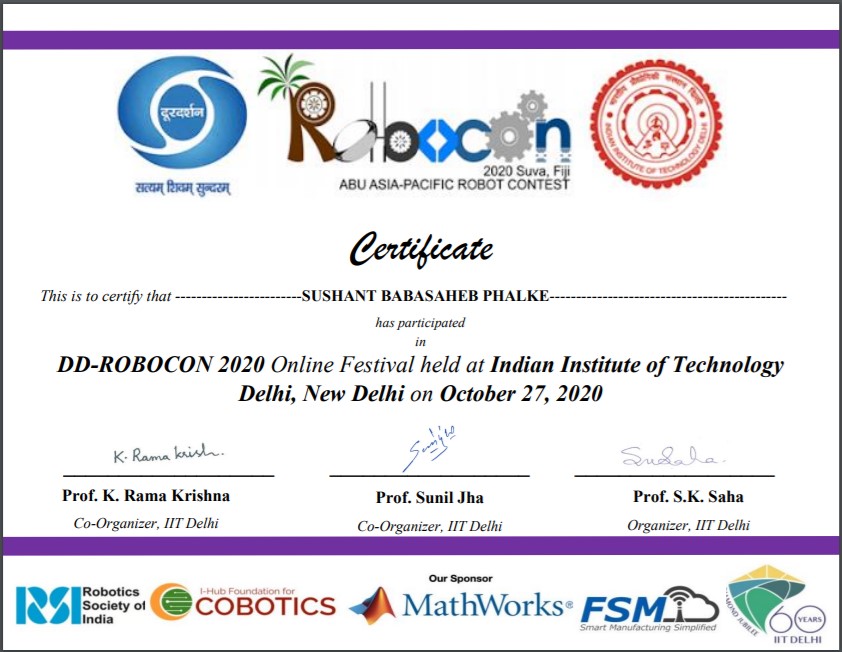 दूरदर्शन
सत्यम् शिवम् सुन्दरम्
Robocon
2020 Suva, Fiji
ABU ASIA-PACIFIC ROBOT CONTEST
INDIAN INSTITUTE OF TECHNOLOGY DELHI
Certificate
This is to certify that ------------------------SUSHANT BABASAHEB PHALKE---------------------------------------------
has participated
in
DD-ROBOCON 2020 Online Festival held at Indian Institute of Technology
Delhi, New Delhi on October 27, 2020
K. Rama Krish
Prof. K. Rama Krishna
Co-Organizer, IIT Delhi
Prof. Sunil Jha
Co-Organizer, IIT Delhi
Prof. S.K. Saha
Organizer, IIT Delhi
RSI
Robotics
Society of
India
I-Hub Foundation for
COBOTICS
Our Sponsor
MathWorks®
FSM
Smart Manufacturing Simplified
60
YEARS
IIT DELHI